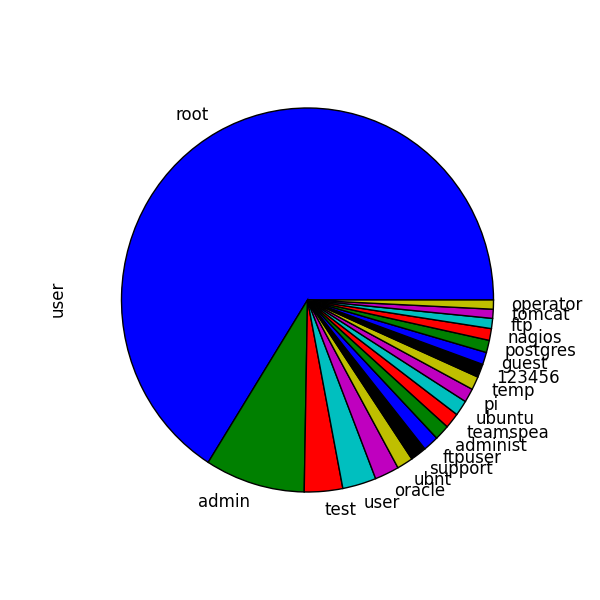 root
user
operator
tomcat
ftp
nagios
postgres
guest
123456
temp
pi
ubuntu
teamspea
administ
ftpuser
support
ubnt
oracle
user
test
admin